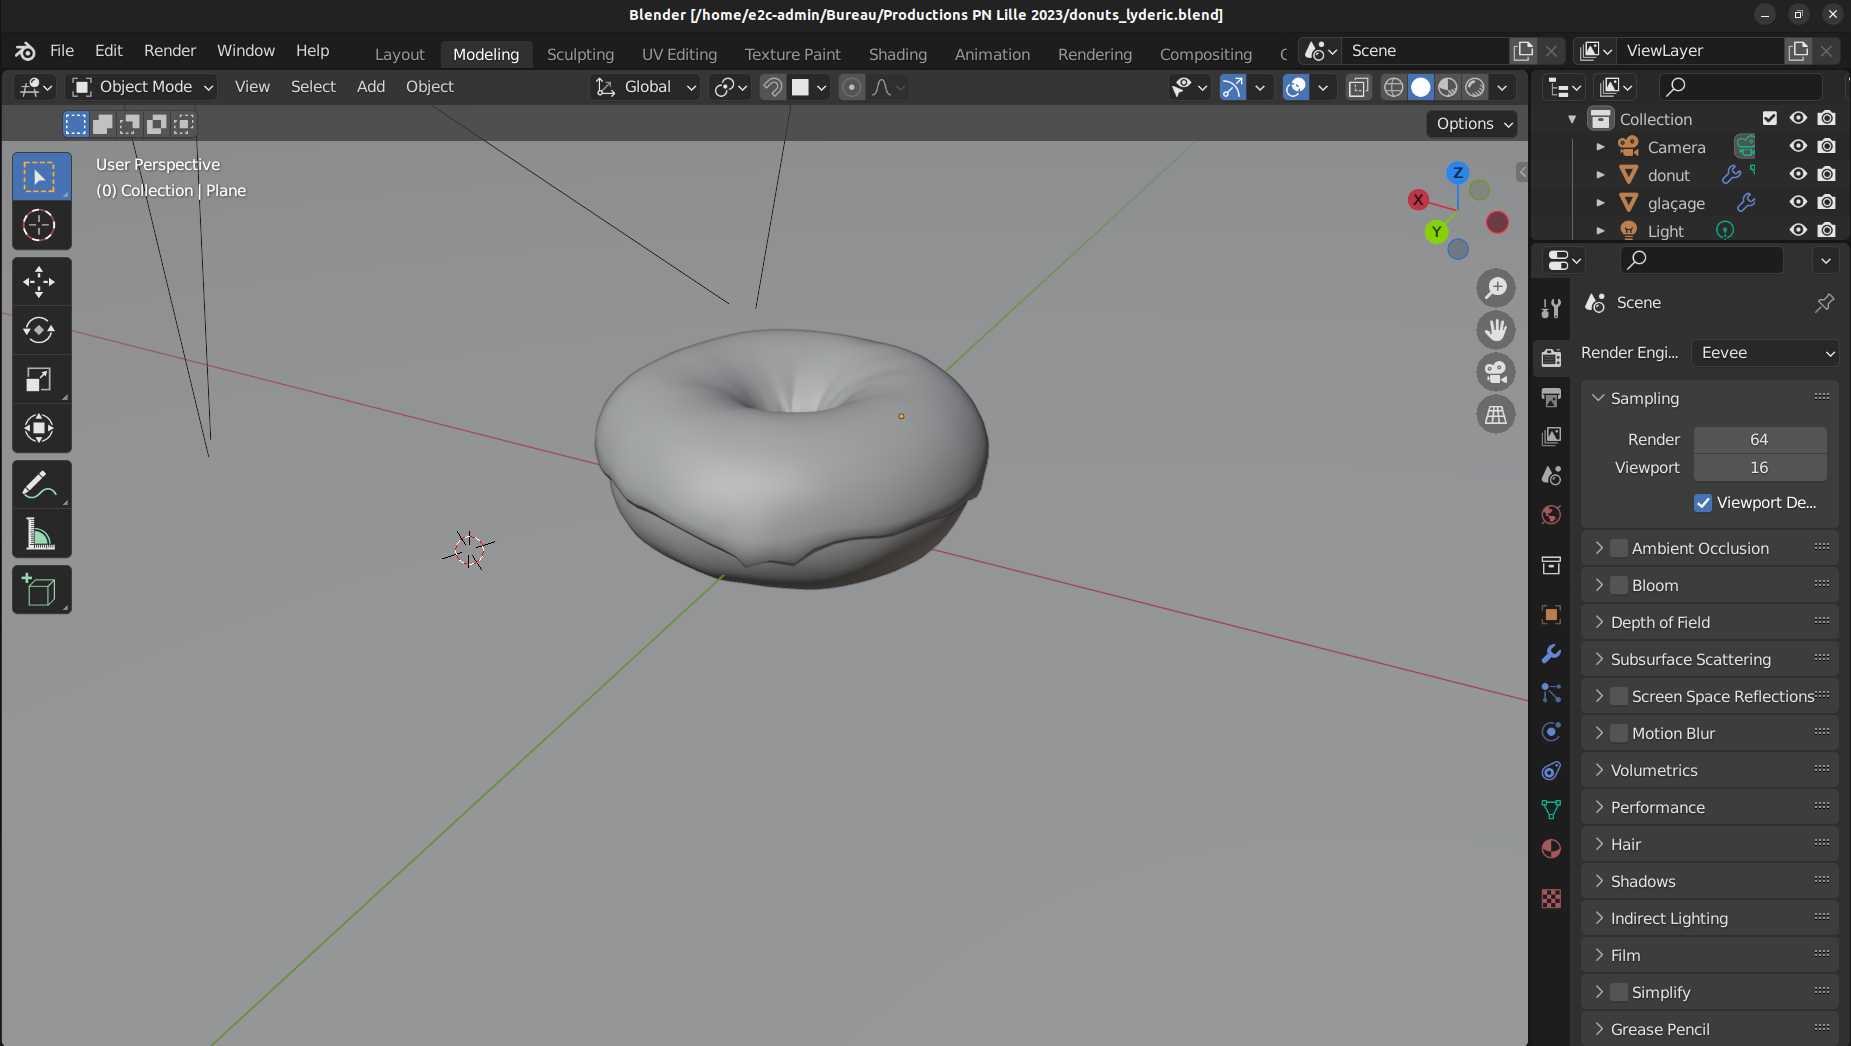 Blender [/home/e2c-admin/Bureau/Productions PN Lille 2023/donuts_lyderic.blend]
File Edit Render Window Help Layout Modeling Sculpting UV Editing Texture Paint Shading Animation Rendering Compositing Scene ViewLayer
Object Mode View Select Add Object Global
Options
User Perspective
(0) Collection | Plane
Z
X
Y
Collection
Camera
donut
glaçage
Light
Scene
Render Engi... Eevee
Sampling
Render 64
Viewport 16
Viewport De...
Ambient Occlusion
Bloom
Depth of Field
Subsurface Scattering
Screen Space Reflections
Motion Blur
Volumetrics
Performance
Hair
Shadows
Indirect Lighting
Film
Simplify
Grease Pencil